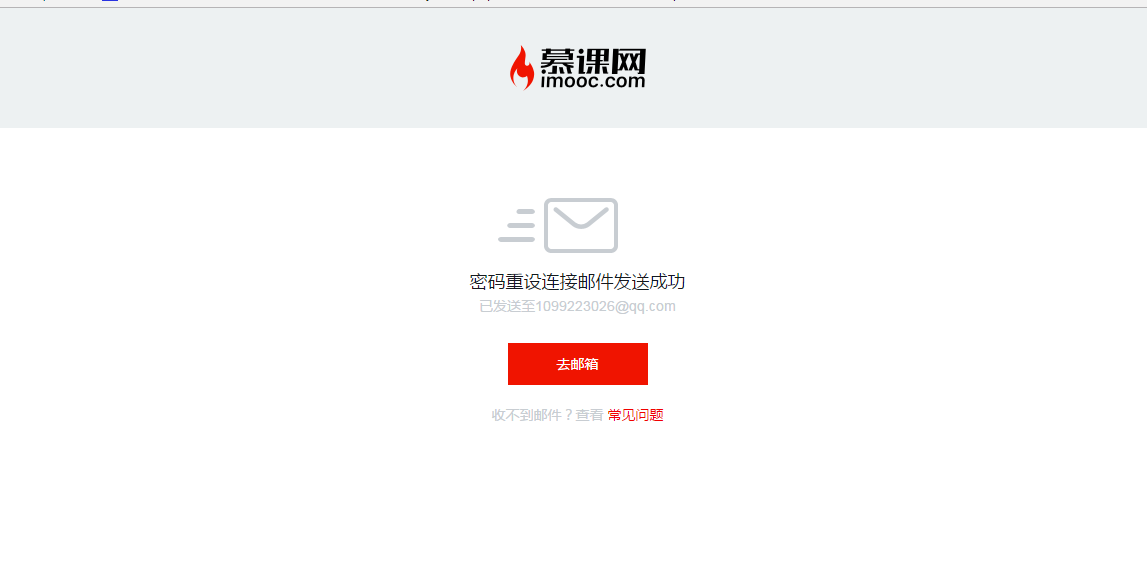 慕课网
imooc.com
密码重设连接邮件发送成功
已发送至1099223026@qq.com
去邮箱
收不到邮件？查看 常见问题